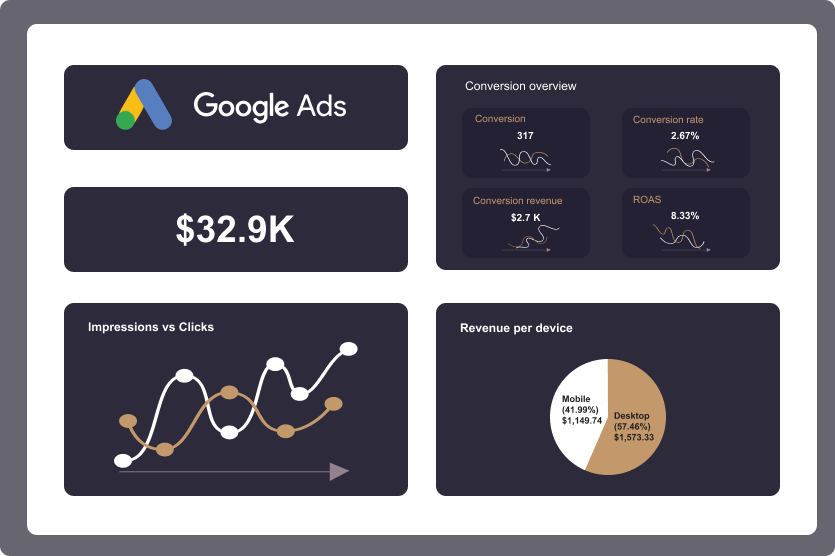 Google Ads
$32.9K
Conversion overview
Conversion
317
Conversion rate
2.67%
Conversion revenue
$2.7 K
ROAS
8.33%
Impressions vs Clicks
Revenue per device
Mobile
(41.99%)
$1,149.74
Desktop
(57.46%)
$1,573.33